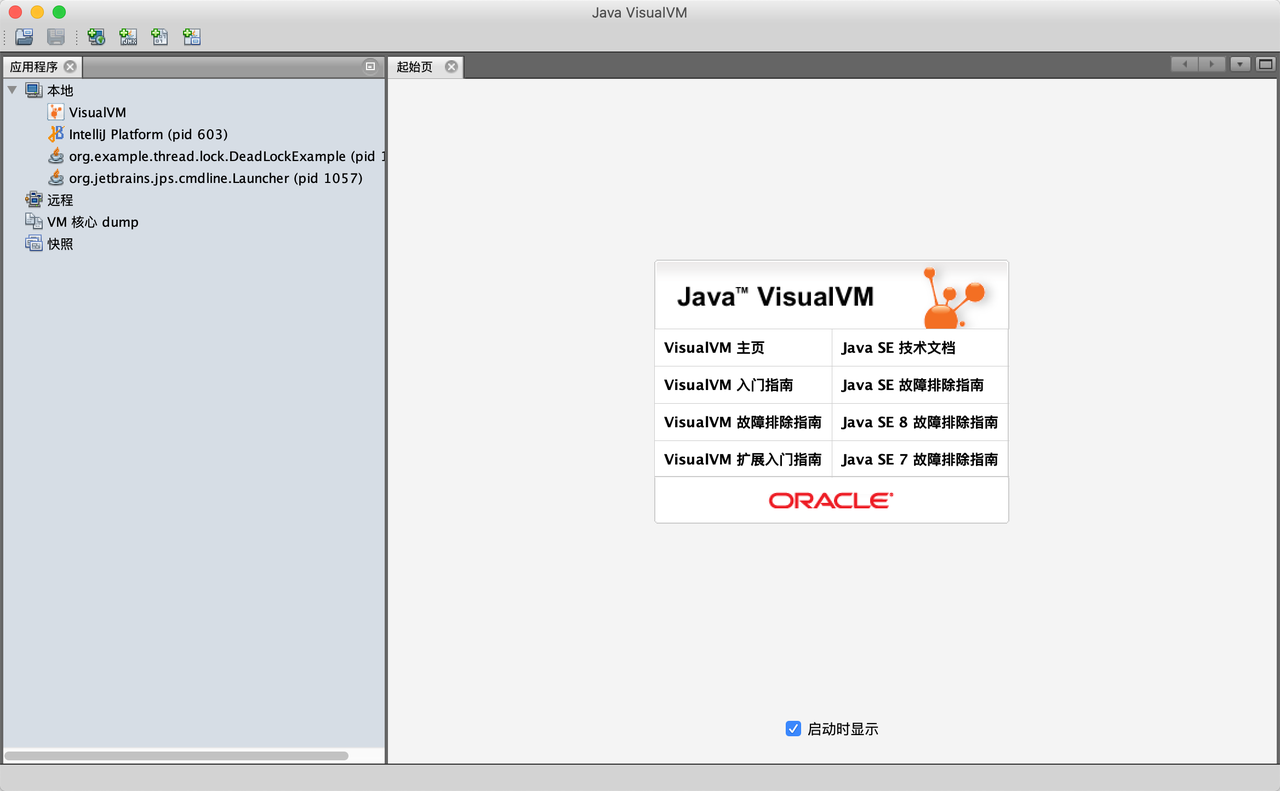 Java VisualVM
应用程序
起始页
本地
VisualVM
IntelliJ Platform (pid 603)
org.example.thread.lock.DeadLockExample (pid 1
org.jetbrains.jps.cmdline.Launcher (pid 1057)
远程
VM 核心 dump
快照
Java™ VisualVM
VisualVM 主页
Java SE 技术文档
VisualVM 入门指南
Java SE 故障排除指南
VisualVM 故障排除指南
Java SE 8 故障排除指南
VisualVM 扩展入门指南
Java SE 7 故障排除指南
ORACLE
启动时显示